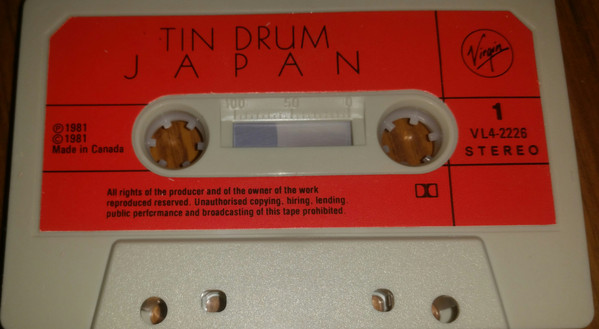 TIN DRUM
JAPAN
Virgin
100 50 0
1
VL4-2226
STEREO
℗1981
©1981
Made in Canada
All rights of the producer and of the owner of the work
reproduced reserved. Unauthorised copying, hiring, lending,
public performance and broadcasting of this tape prohibited.